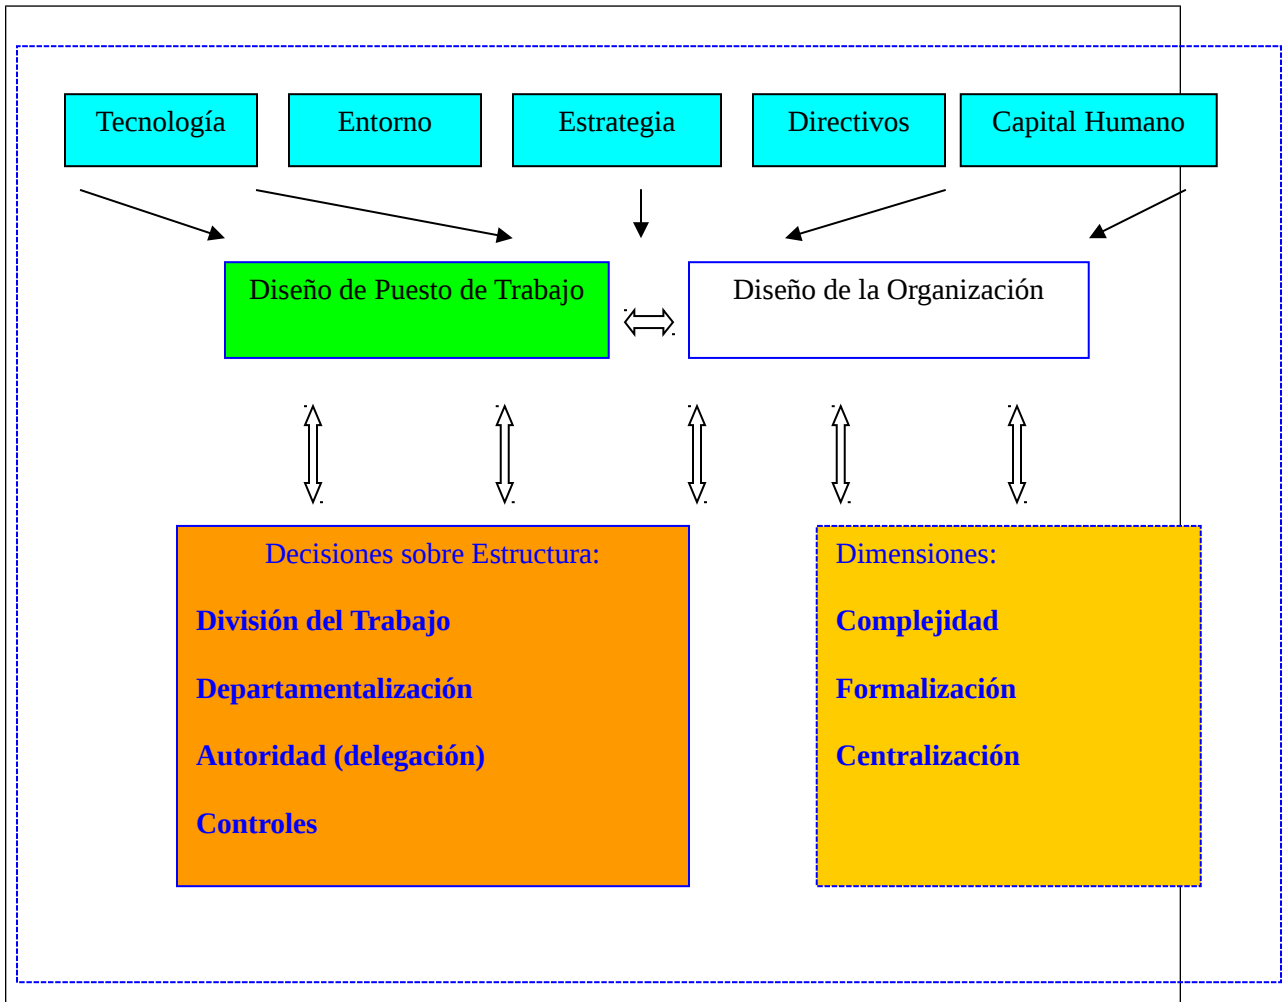 Tecnología
Entorno
Estrategia
Directivos
Capital Humano
Diseño de Puesto de Trabajo
Diseño de la Organización
Decisiones sobre Estructura:
División del Trabajo
Departamentalización
Autoridad (delegación)
Controles
Dimensiones:
Complejidad
Formalización
Centralización